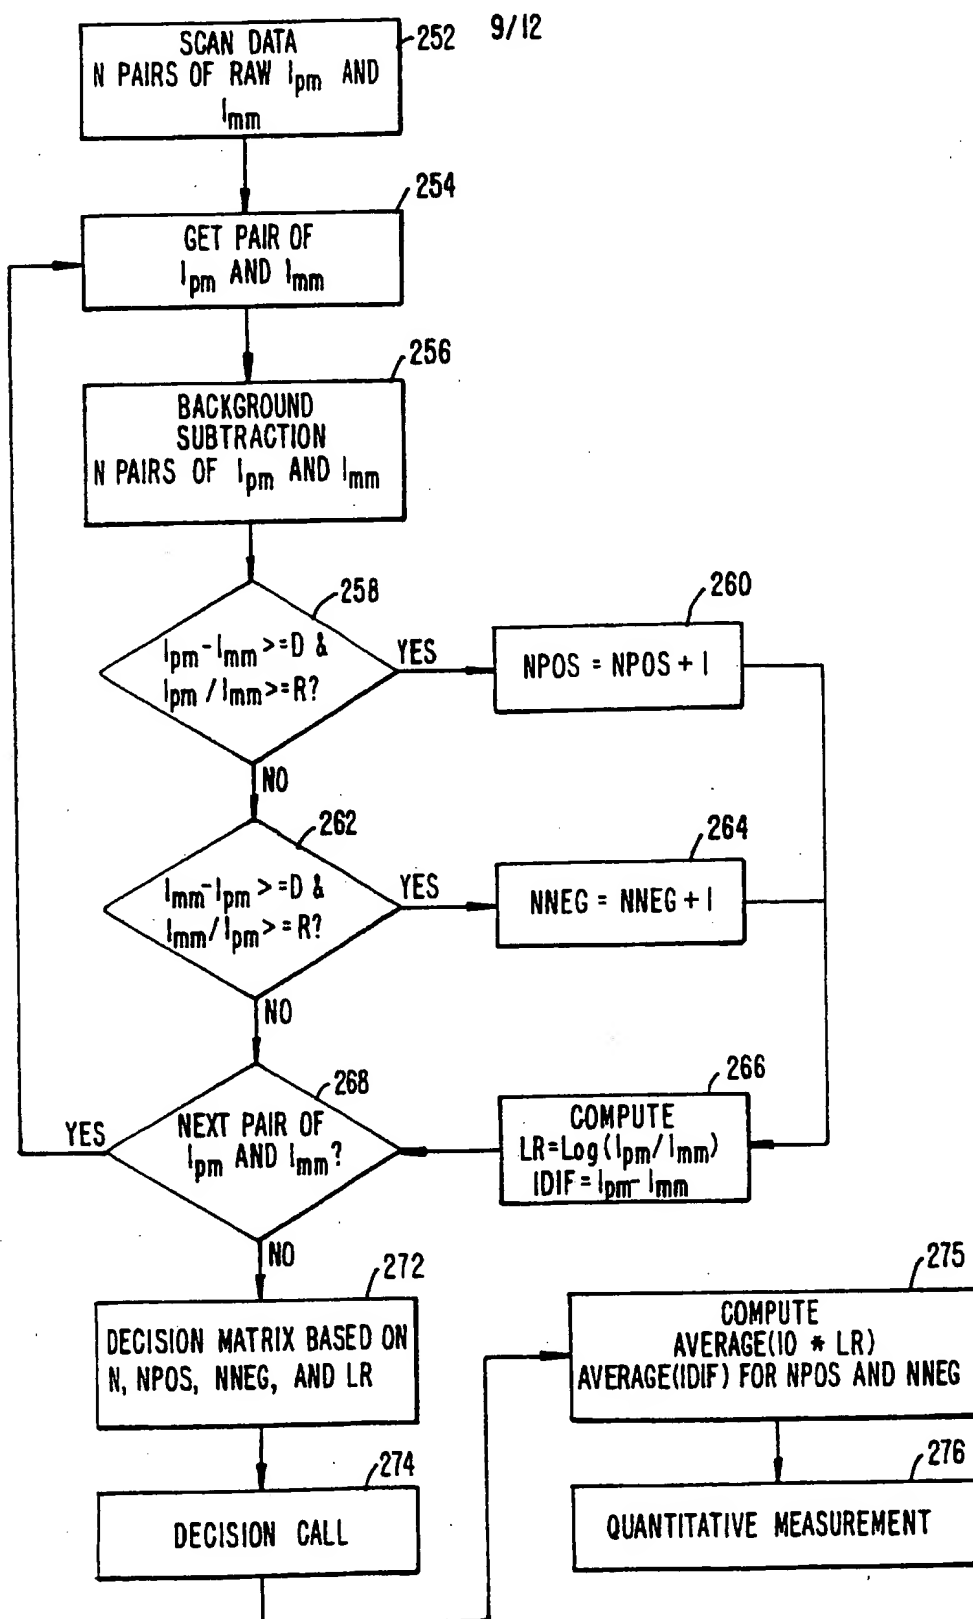 9/12
252
SCAN DATA
N PAIRS OF RAW Ipm AND
Imm
254
GET PAIR OF
Ipm AND Imm
256
BACKGROUND
SUBTRACTION
N PAIRS OF Ipm AND Imm
258
Ipm-Imm >=D &
Ipm/Imm>=R?
YES
260
NPOS = NPOS + 1
NO
262
Imm-Ipm >=D &
Imm/Ipm>=R?
YES
264
NNEG = NNEG + 1
NO
268
NEXT PAIR OF
Ipm AND Imm?
YES
266
COMPUTE
LR=Log(Ipm/Imm)
IDIF=Ipm-Imm
NO
272
DECISION MATRIX BASED ON
N, NPOS, NNEG, AND LR
274
DECISION CALL
275
COMPUTE
AVERAGE(10 * LR)
AVERAGE(IDIF) FOR NPOS AND NNEG
276
QUANTITATIVE MEASUREMENT